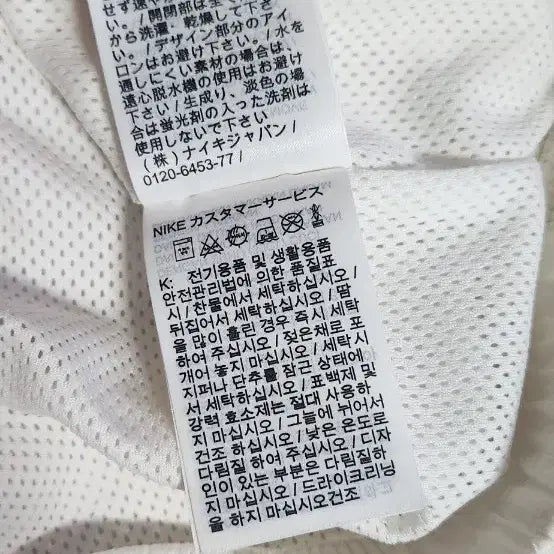 せず速や
/開閉部は全て
から洗濯、乾燥して下さ
い/デザイン部分のアイ
ロンはお避け下さい/水を
通しにくい素材の場合は
遠心脱水機の使用はお避け
下さい/生成り、淡色の場
合は蛍光剤の入った洗剤は
使用しないで下さい
/(株)ナイキジャパン/
0120-6453-77/
NIKE カスタマーサービス
K: 전기용품 및 생활용품
안전관리법에 의한 품질표
시/찬물에서 세탁하십시오/
뒤집어서 세탁하십시오/땀
을 많이 흘린 경우 즉시 세탁
하여 주십시오/젖은채로 포
개어 놓지 마십시오/세탁시
지퍼나 단추를 잠근 상태에
서 세탁하십시오/표백제 및
강력 효소제는 절대 사용하
지 마십시오/그늘에 뉘어서
건조 하십시오/낮은 온도로
다림질 하여 주십시오/디자
인이 있는 부분은 다림질 하
지 마십시오/드라이크리닝
을 하지 마십시오건조